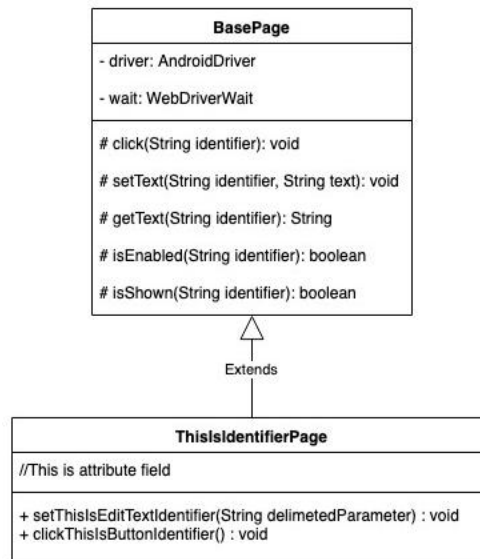 BasePage
- driver: AndroidDriver
- wait: WebDriverWait
# click(String identifier): void
# setText(String identifier, String text): void
# getText(String identifier): String
# isEnabled(String identifier): boolean
# isShown(String identifier): boolean
Extends
ThisIsIdentifierPage
//This is attribute field
+ setThisIsEditTextIdentifier(String delimetedParameter) : void
+ clickThisIsButtonIdentifier() : void